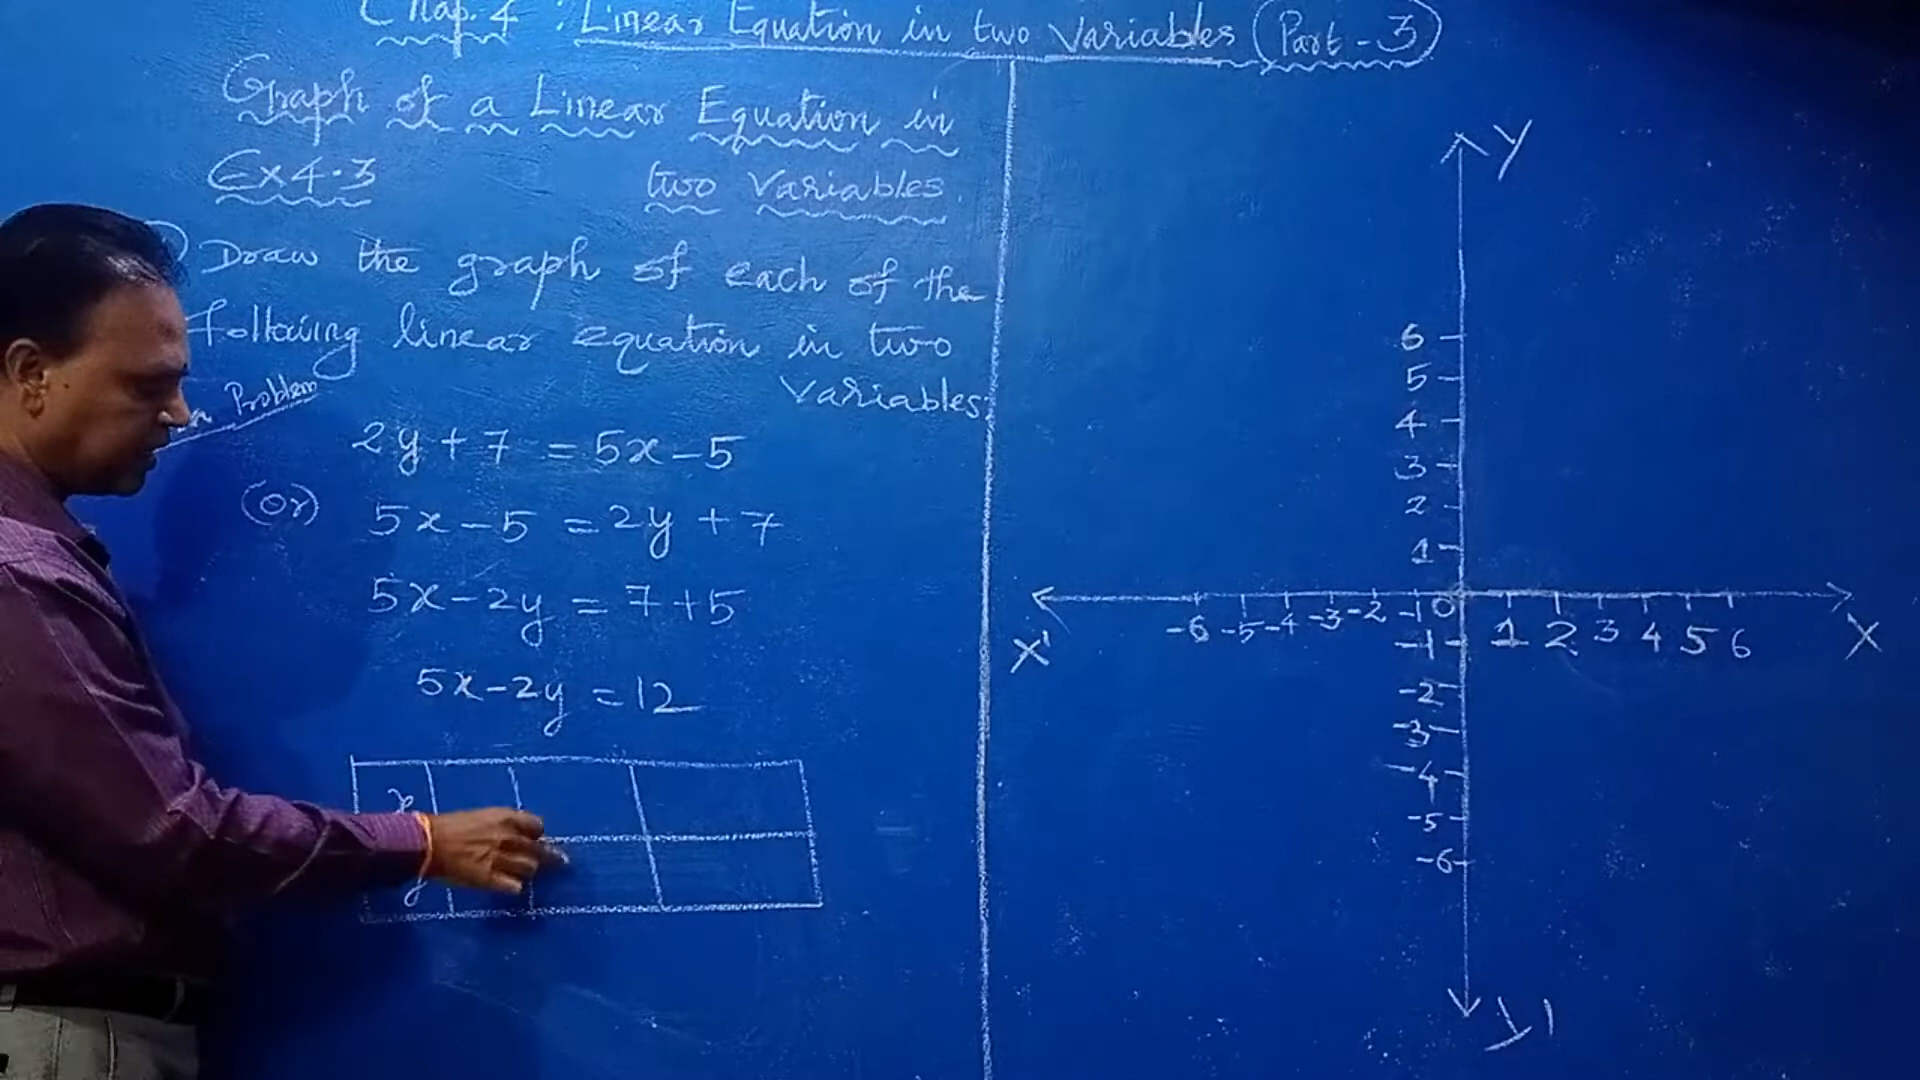 Chap. 4 : Linear Equation in two Variables (Part - 3)
Graph of a Linear Equation in
Ex 4.3 two Variables.
) Draw the graph of each of the
following linear equation in two
Variables:
Problem
2y + 7 = 5x - 5
(Or) 5x - 5 = 2y + 7
5x - 2y = 7 + 5
5x - 2y = 12
x
y
Y
6
5
4
3
2
1
-6 -5 -4 -3 -2 -1 0 1 2 3 4 5 6
X' X
-1
-2
-3
-4
-5
-6
Y'